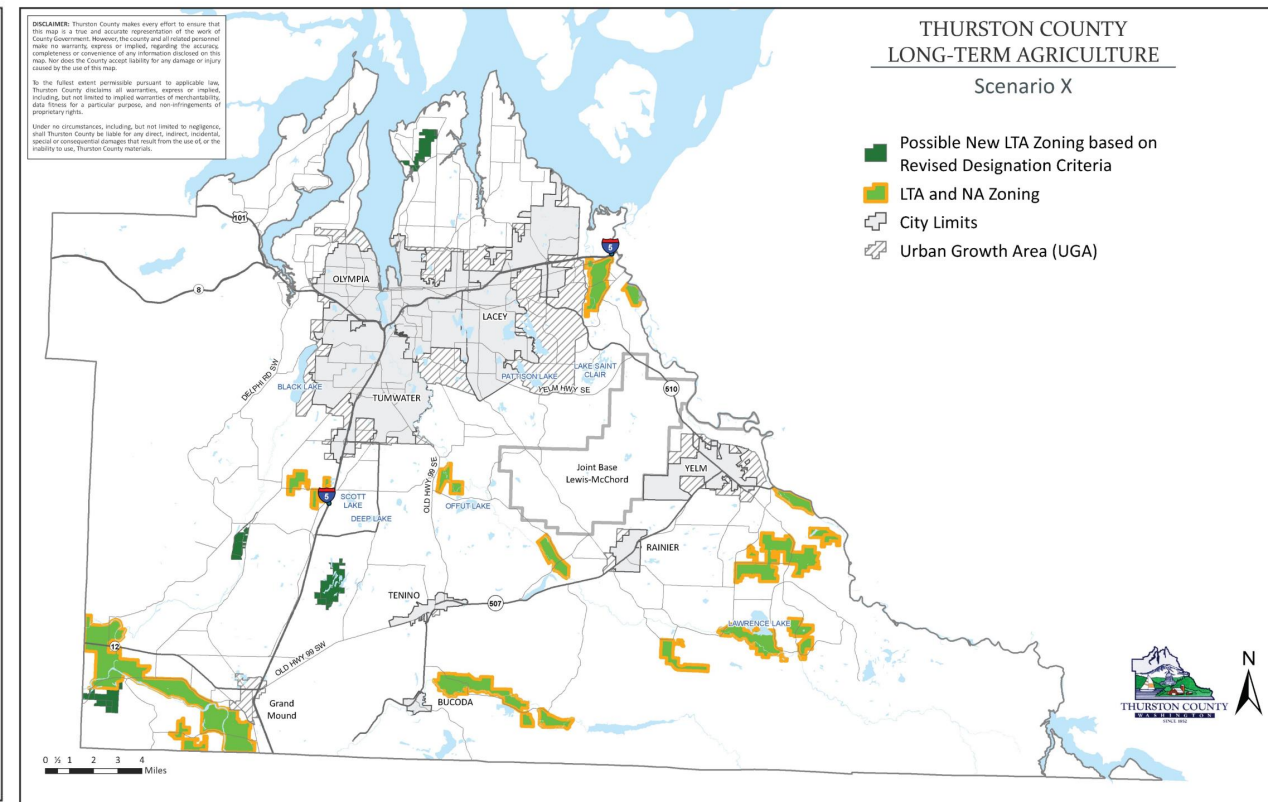 DISCLAIMER: Thurston County makes every effort to ensure that
this map is a true and accurate representation of the work of
County Government. However, the county and all related personnel
make no warranty, express or implied, regarding the accuracy,
completeness or convenience of any information disclosed on this
map. Nor does the County accept liability for any damage or injury
caused by the use of this map.
To the fullest extent permissible pursuant to applicable law,
Thurston County disclaims all warranties, express or implied,
including, but not limited to implied warranties of merchantability,
data fitness for a particular purpose, and non-infringements of
proprietary rights.
Under no circumstances, including, but not limited to negligence,
shall Thurston County be liable for any direct, indirect, incidental,
special or consequential damages that result from the use of, or the
inability to use, Thurston County materials.
THURSTON COUNTY
LONG-TERM AGRICULTURE
Scenario X
Possible New LTA Zoning based on
Revised Designation Criteria
LTA and NA Zoning
City Limits
Urban Growth Area (UGA)
101
8
5
OLYMPIA
LACEY
DELPHI RD SW
BLACK LAKE
TUMWATER
PATTISON LAKE
LAKE SAINT
CLAIR
YELM HWY SE
510
Joint Base
Lewis-McChord
YELM
OLD HWY 99 SE
5
SCOTT
LAKE
DEEP LAKE
OFFUT LAKE
RAINIER
TENINO
507
LAWRENCE LAKE
12
OLD HWY 99 SW
Grand
Mound
BUCODA
0 ½ 1 2 3 4
Miles
THURSTON COUNTY
WASHINGTON
SINCE 1852
N